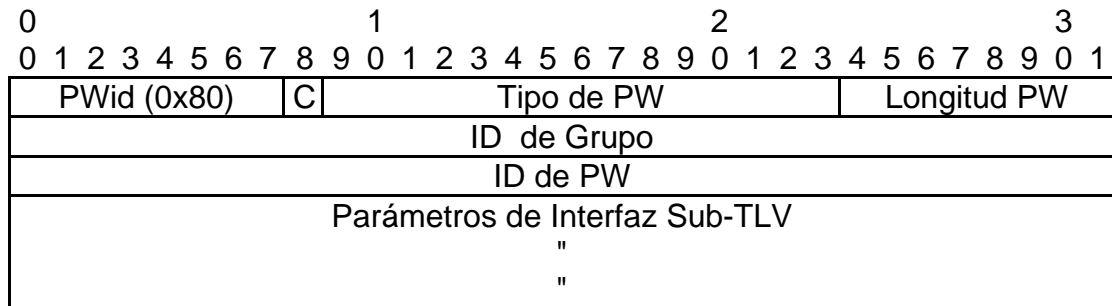 0 1 2 3
0 1 2 3 4 5 6 7 8 9 0 1 2 3 4 5 6 7 8 9 0 1 2 3 4 5 6 7 8 9 0 1
PWid (0x80) C Tipo de PW Longitud PW
ID de Grupo
ID de PW
Parámetros de Interfaz Sub-TLV
"
"